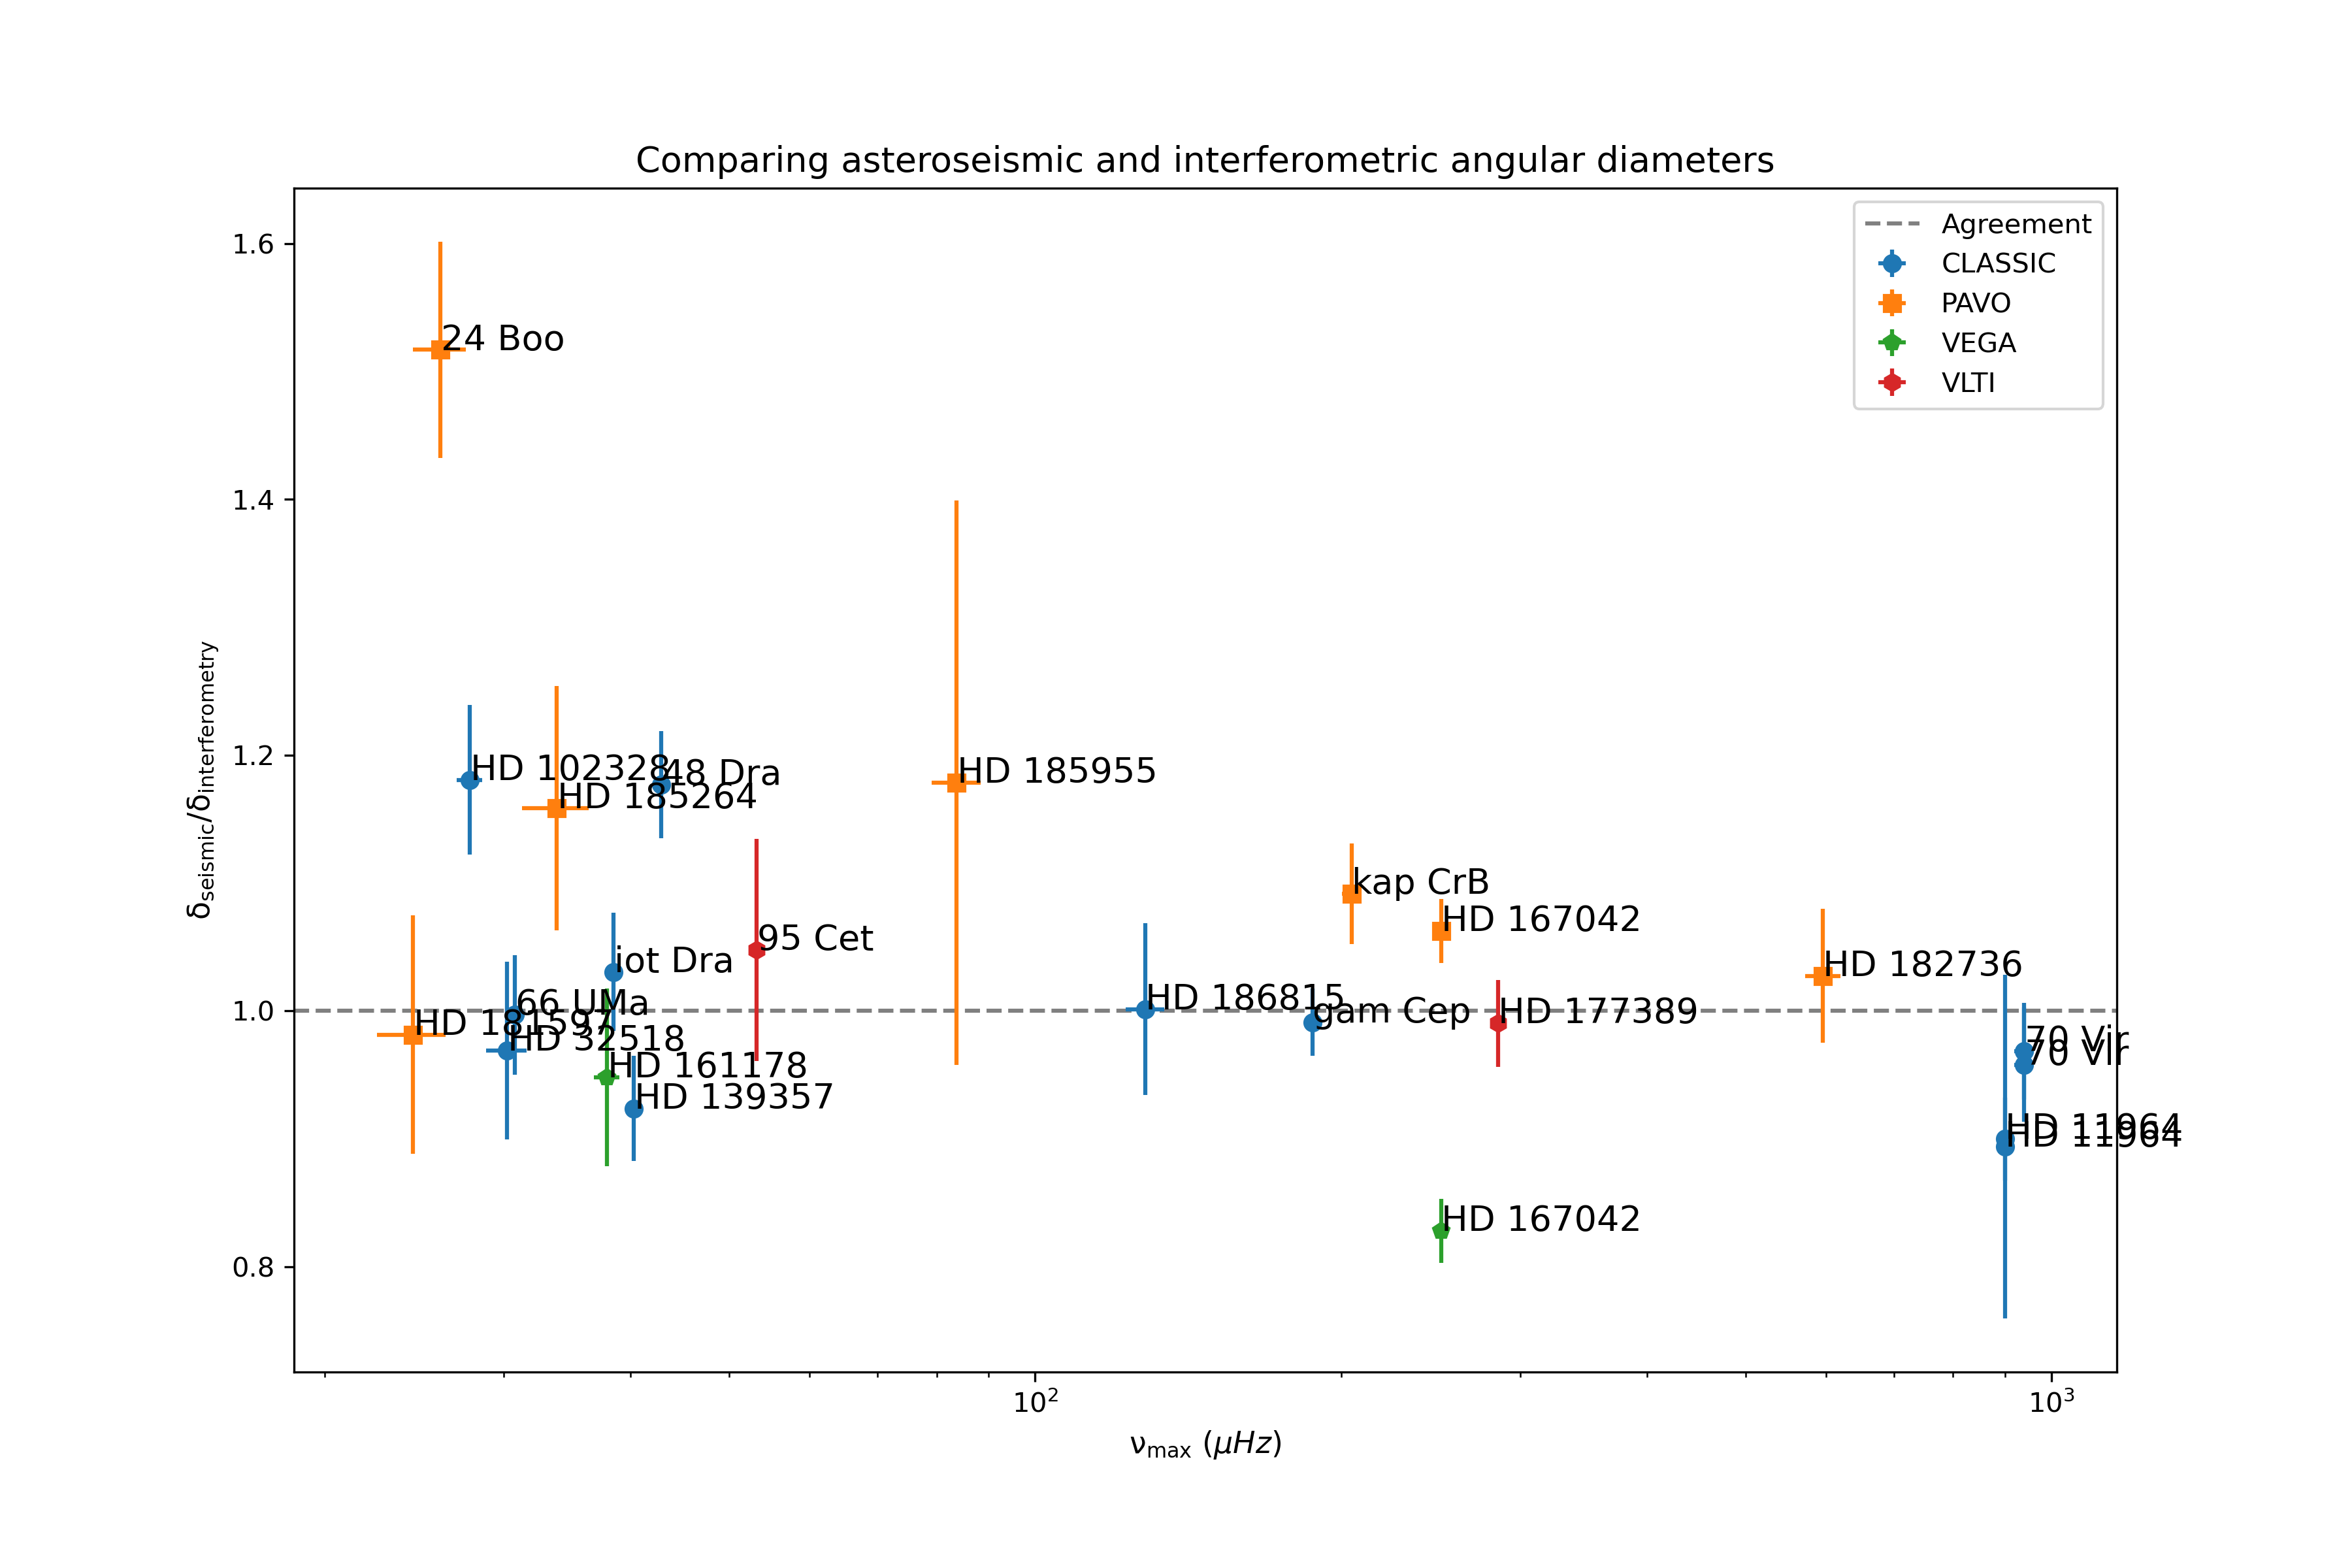 Comparing asteroseismic and interferometric angular diameters
δseismic/δinterferometry
1.6
1.4
1.2
1.0
0.8
Agreement
CLASSIC
PAVO
VEGA
VLTI
24 Boo
HD 102328
48 Dra
HD 185264
HD 185955
kap CrB
HD 167042
95 Cet
iot Dra
HD 182736
66 UMa
HD 186815
gam Cep
HD 177389
HD 181597
HD 32518
70 Vir
70 Vir
HD 161178
HD 139357
HD 11964
HD 11964
HD 167042
10²
10³
νmax (μHz)